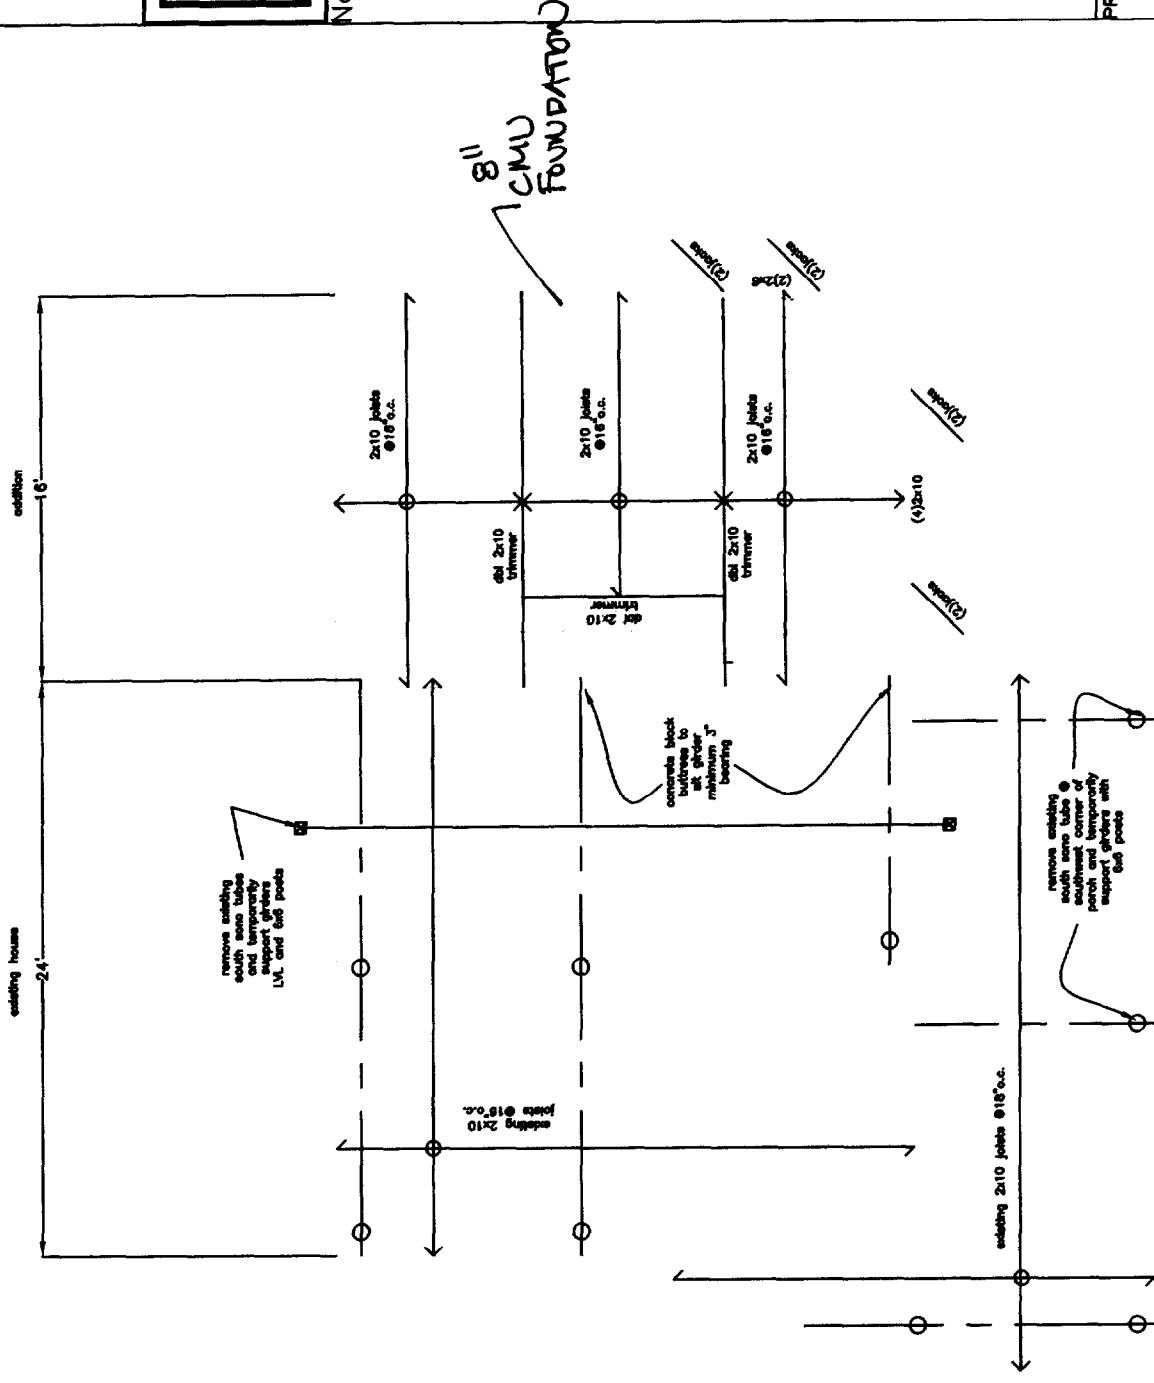 No
PR
8"
CMU
FOUNDATION
addition
16'
existing house
24'
2x10 joists
@16"o.c.
2x10 joists
@16"o.c.
2x10 joists
@16"o.c.
(2)jacks
(2)2x6
(2)jacks
(2)jacks
(2)jacks
(4)2x10
dbl 2x10
trimmer
dbl 2x10
trimmer
dbl 2x10
trimmer
concrete block
buttress to
sit girder
minimum 3"
bearing
remove existing
south sono tubes
and temporarily
support girders
LVL and 6x6 posts
existing 2x10
joists @16"o.c.
existing 2x10 joists @16"o.c.
remove existing
south sono tube @
southwest corner of
porch and temporarily
support girders with
6x6 posts